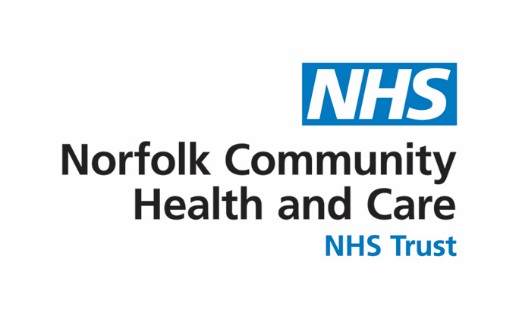 NHS
Norfolk Community
Health and Care
NHS Trust